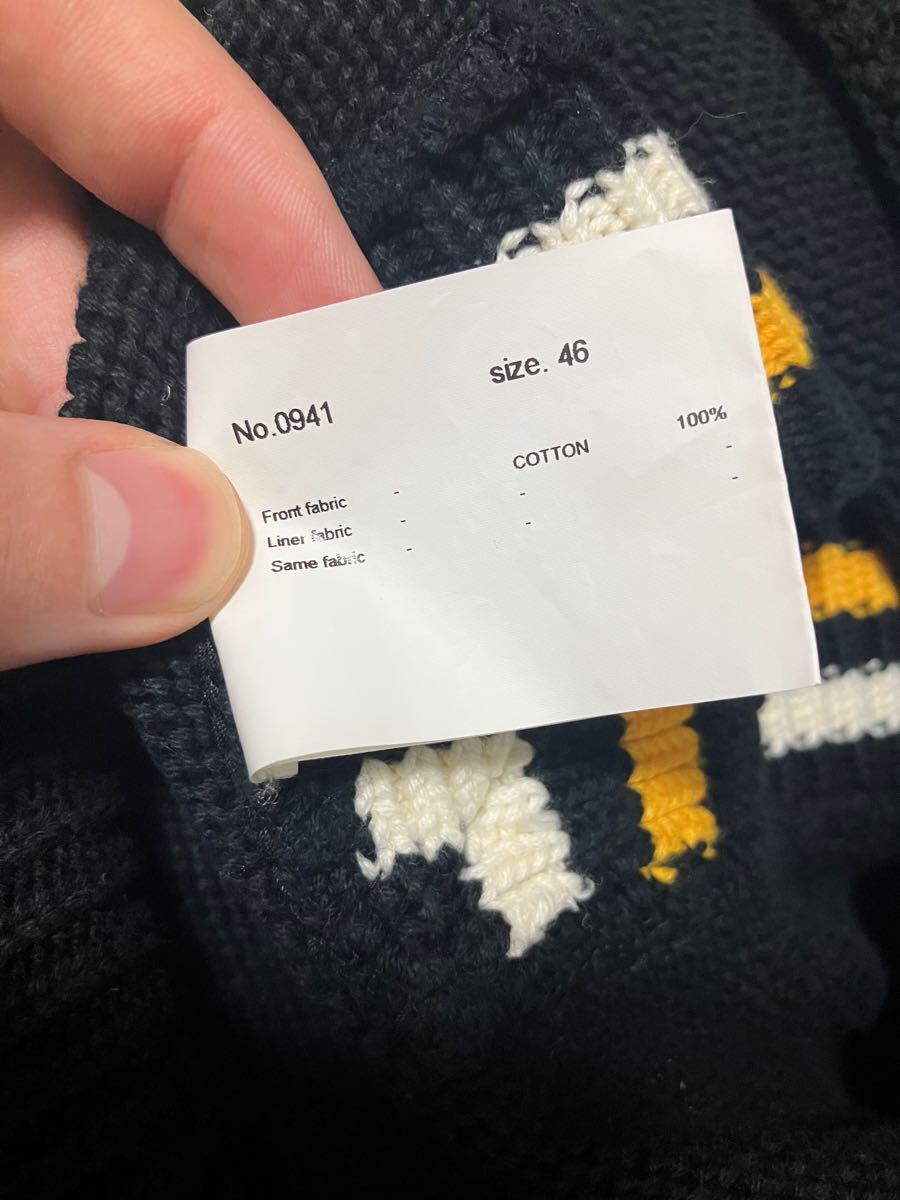 No.0941 size. 46
Front fabric - COTTON 100%
Liner fabric - - -
Same fabric - - -